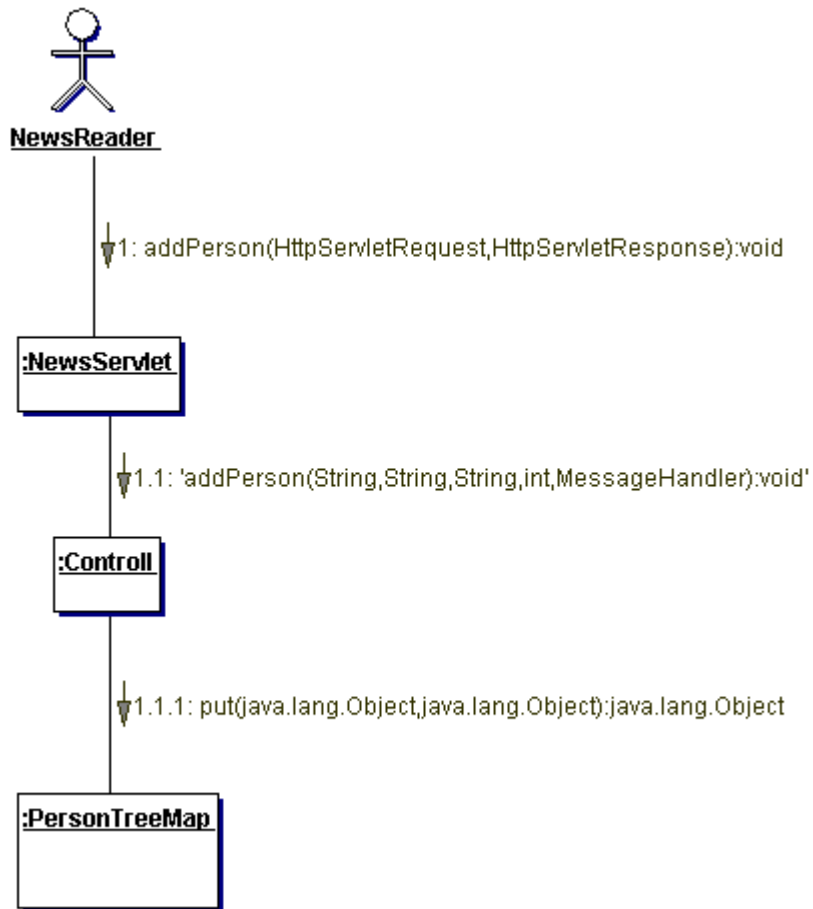 NewsReader
1: addPerson(HttpServletRequest,HttpServletResponse):void
:NewsServlet
1.1: 'addPerson(String,String,String,int,MessageHandler):void'
:Controll
1.1.1: put(java.lang.Object,java.lang.Object):java.lang.Object
:PersonTreeMap